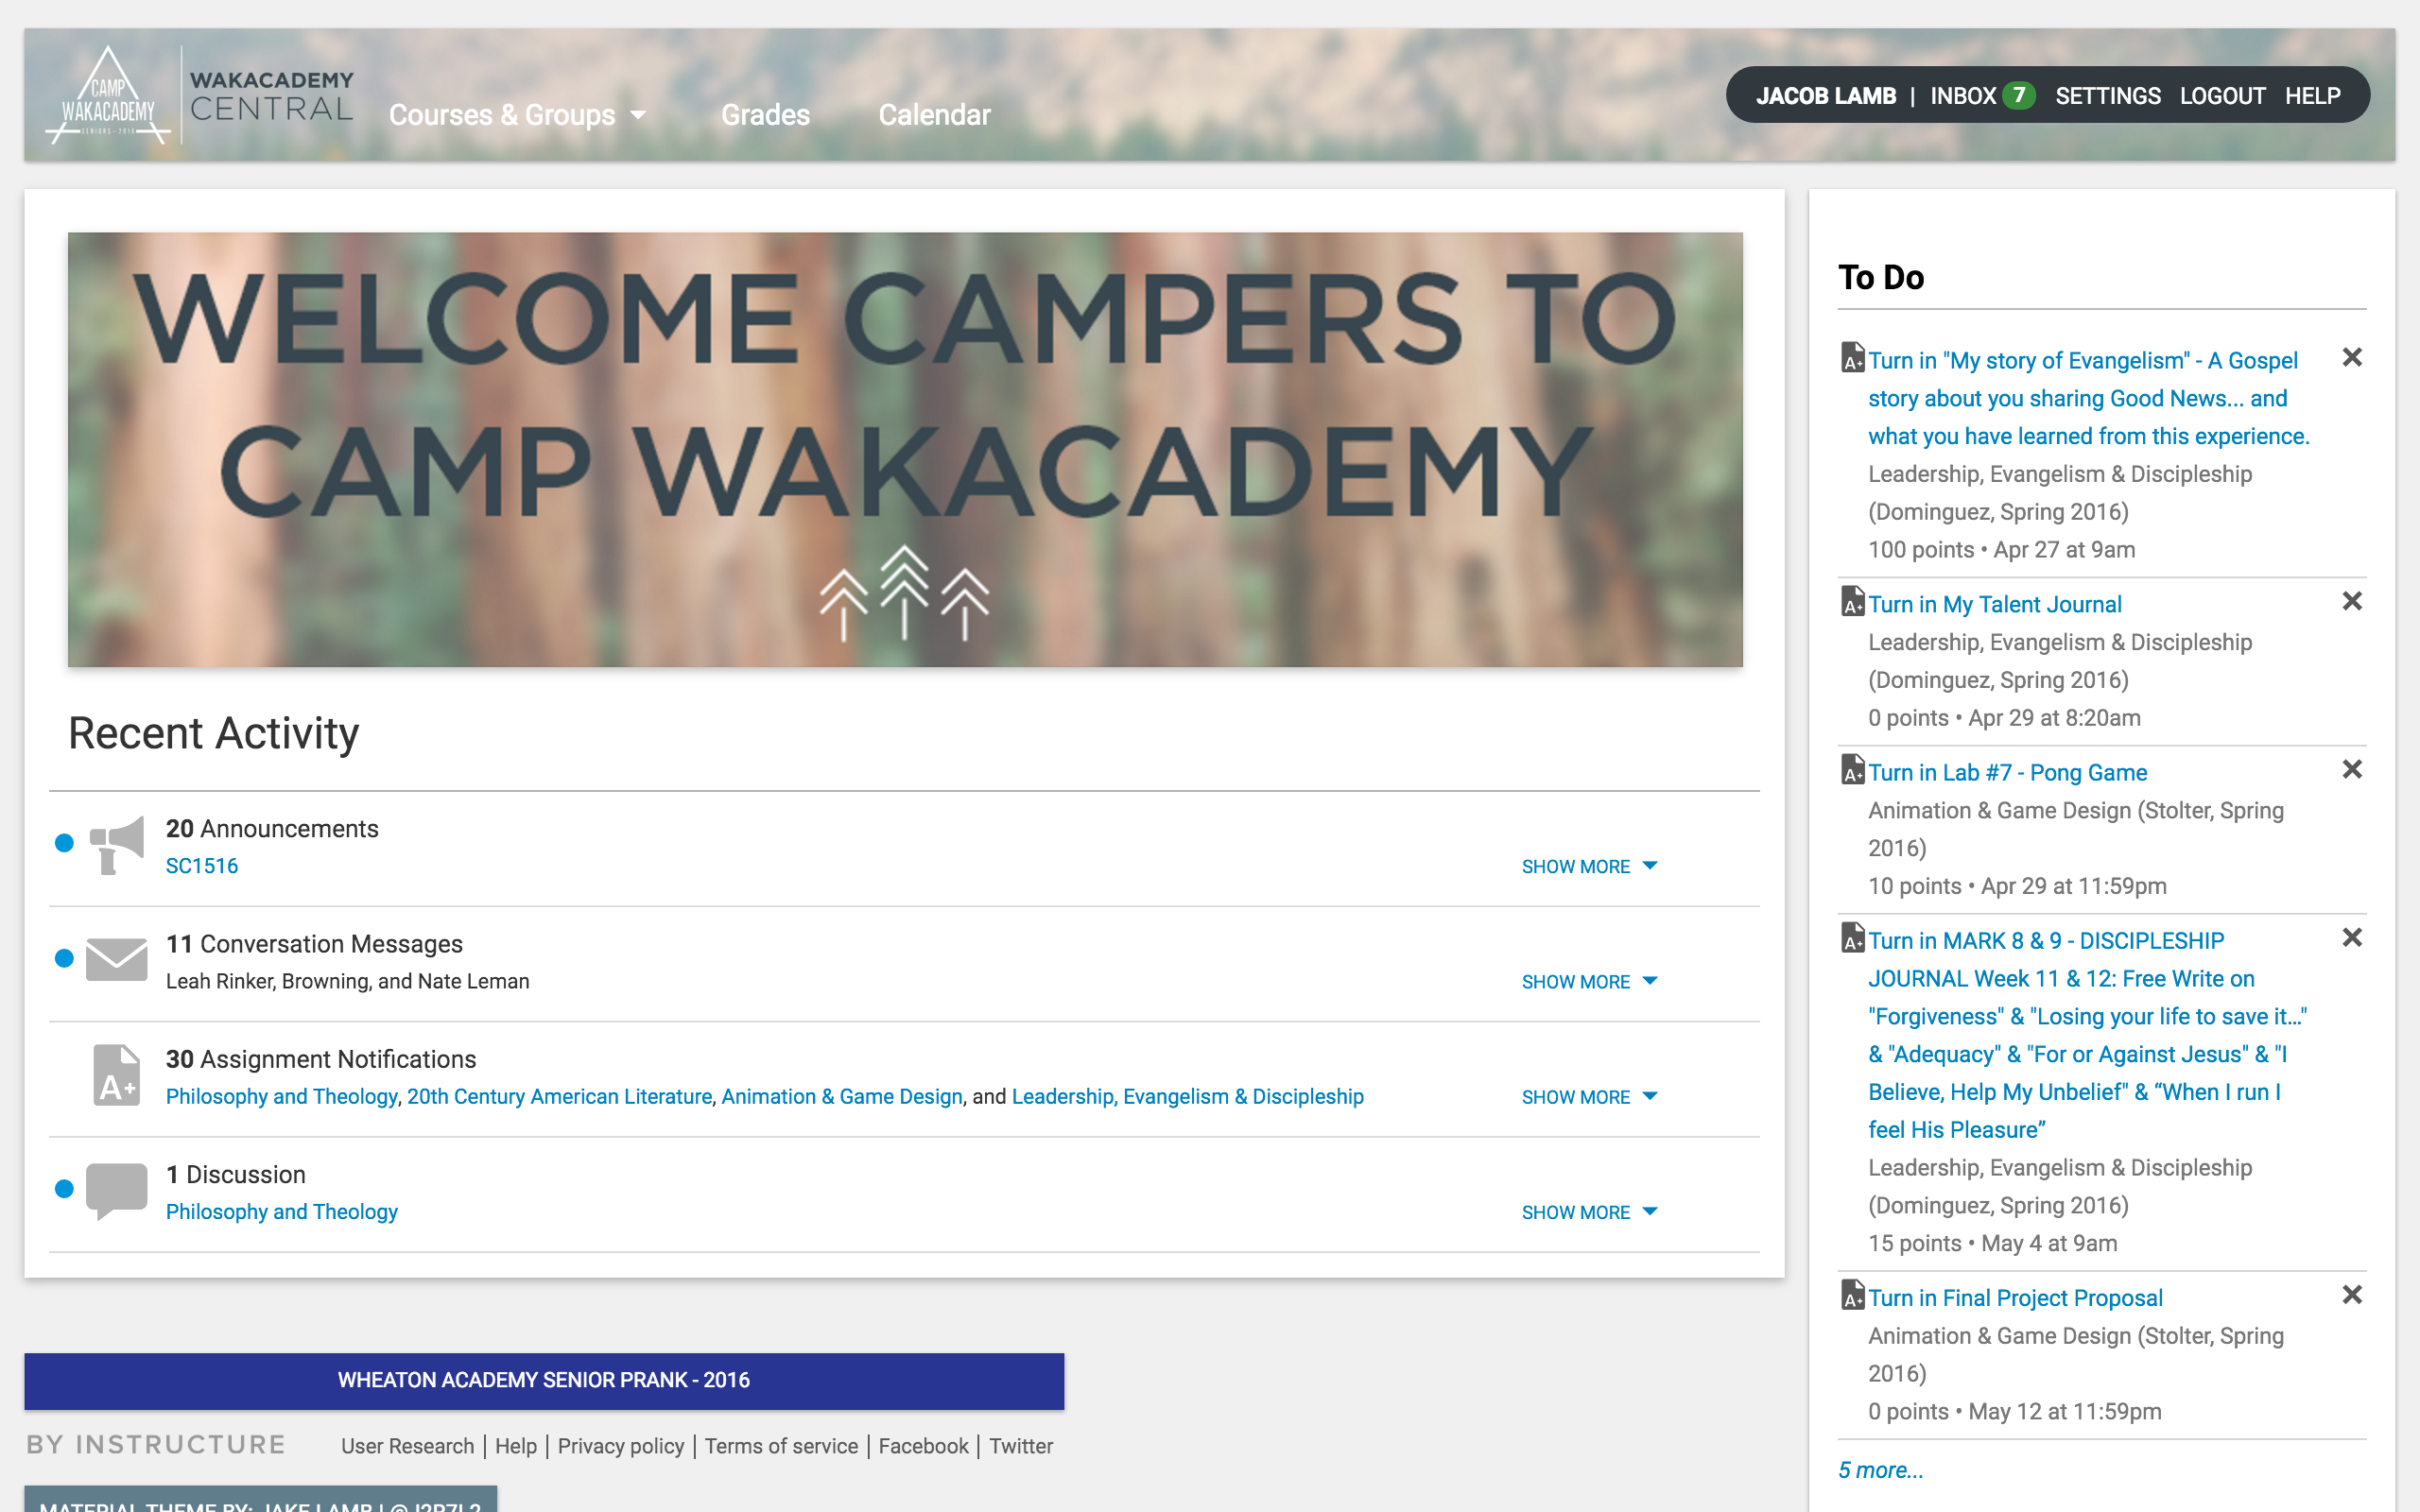 CAMP
WAKACADEMY
SENIORS - 2016
WAKACADEMY
CENTRAL
Courses & Groups
Grades
Calendar
JACOB LAMB | INBOX 7 SETTINGS LOGOUT HELP
WELCOME CAMPERS TO
CAMP WAKACADEMY
Recent Activity
20 Announcements
SC1516
SHOW MORE
11 Conversation Messages
Leah Rinker, Browning, and Nate Leman
SHOW MORE
A+
30 Assignment Notifications
Philosophy and Theology, 20th Century American Literature, Animation & Game Design, and Leadership, Evangelism & Discipleship
SHOW MORE
1 Discussion
Philosophy and Theology
SHOW MORE
To Do
A+ Turn in "My story of Evangelism" - A Gospel
story about you sharing Good News... and
what you have learned from this experience.
Leadership, Evangelism & Discipleship
(Dominguez, Spring 2016)
100 points • Apr 27 at 9am
A+ Turn in My Talent Journal
Leadership, Evangelism & Discipleship
(Dominguez, Spring 2016)
0 points • Apr 29 at 8:20am
A+ Turn in Lab #7 - Pong Game
Animation & Game Design (Stolter, Spring
2016)
10 points • Apr 29 at 11:59pm
A+ Turn in MARK 8 & 9 - DISCIPLESHIP
JOURNAL Week 11 & 12: Free Write on
"Forgiveness" & "Losing your life to save it..."
& "Adequacy" & "For or Against Jesus" & "I
Believe, Help My Unbelief" & “When I run I
feel His Pleasure”
Leadership, Evangelism & Discipleship
(Dominguez, Spring 2016)
15 points • May 4 at 9am
A+ Turn in Final Project Proposal
Animation & Game Design (Stolter, Spring
2016)
0 points • May 12 at 11:59pm
5 more...
WHEATON ACADEMY SENIOR PRANK - 2016
BY INSTRUCTURE
User Research | Help | Privacy policy | Terms of service | Facebook | Twitter
MATERIAL THEME BY: JAKE LAMB |